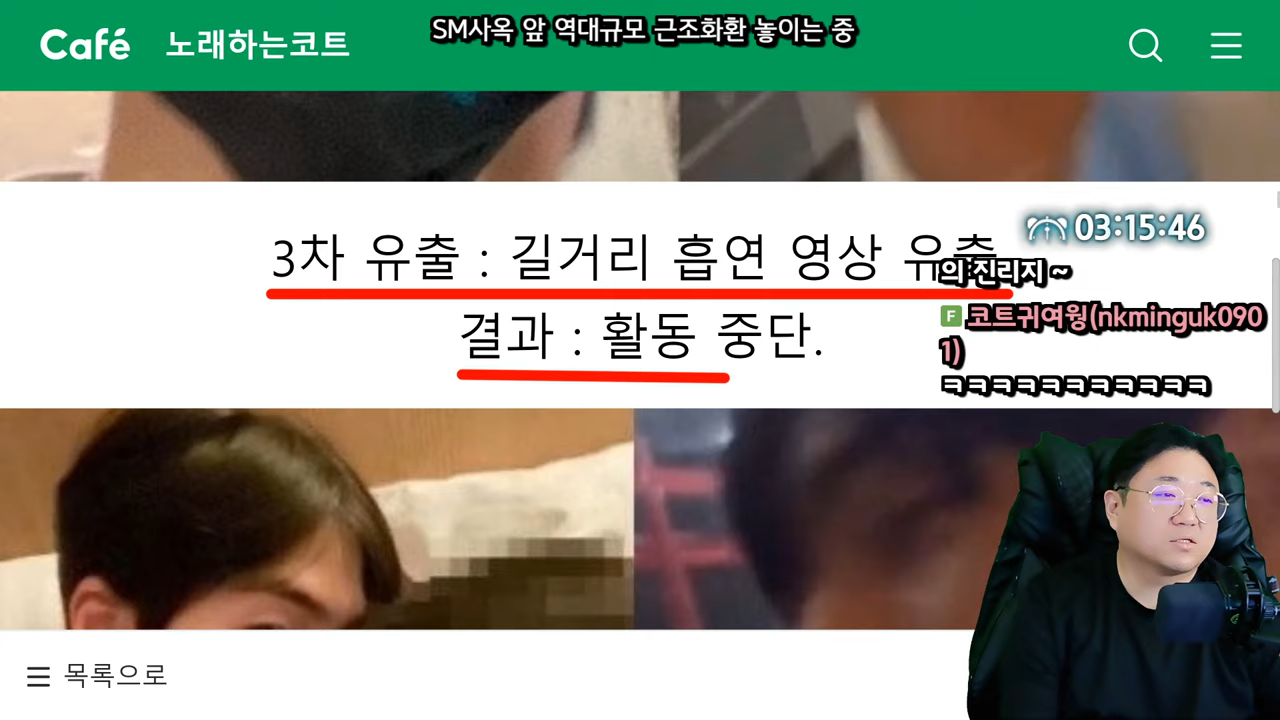 Café 노래하는코트
SM사옥 앞 역대규모 근조화환 놓이는 중
3차 유출 : 길거리 흡연 영상 유출
결과 : 활동 중단.
03:15:46
의 진리지 ~
F 코트귀여웡(nkminguk090
1)
ㅋㅋㅋㅋㅋㅋㅋㅋㅋㅋㅋ
목록으로